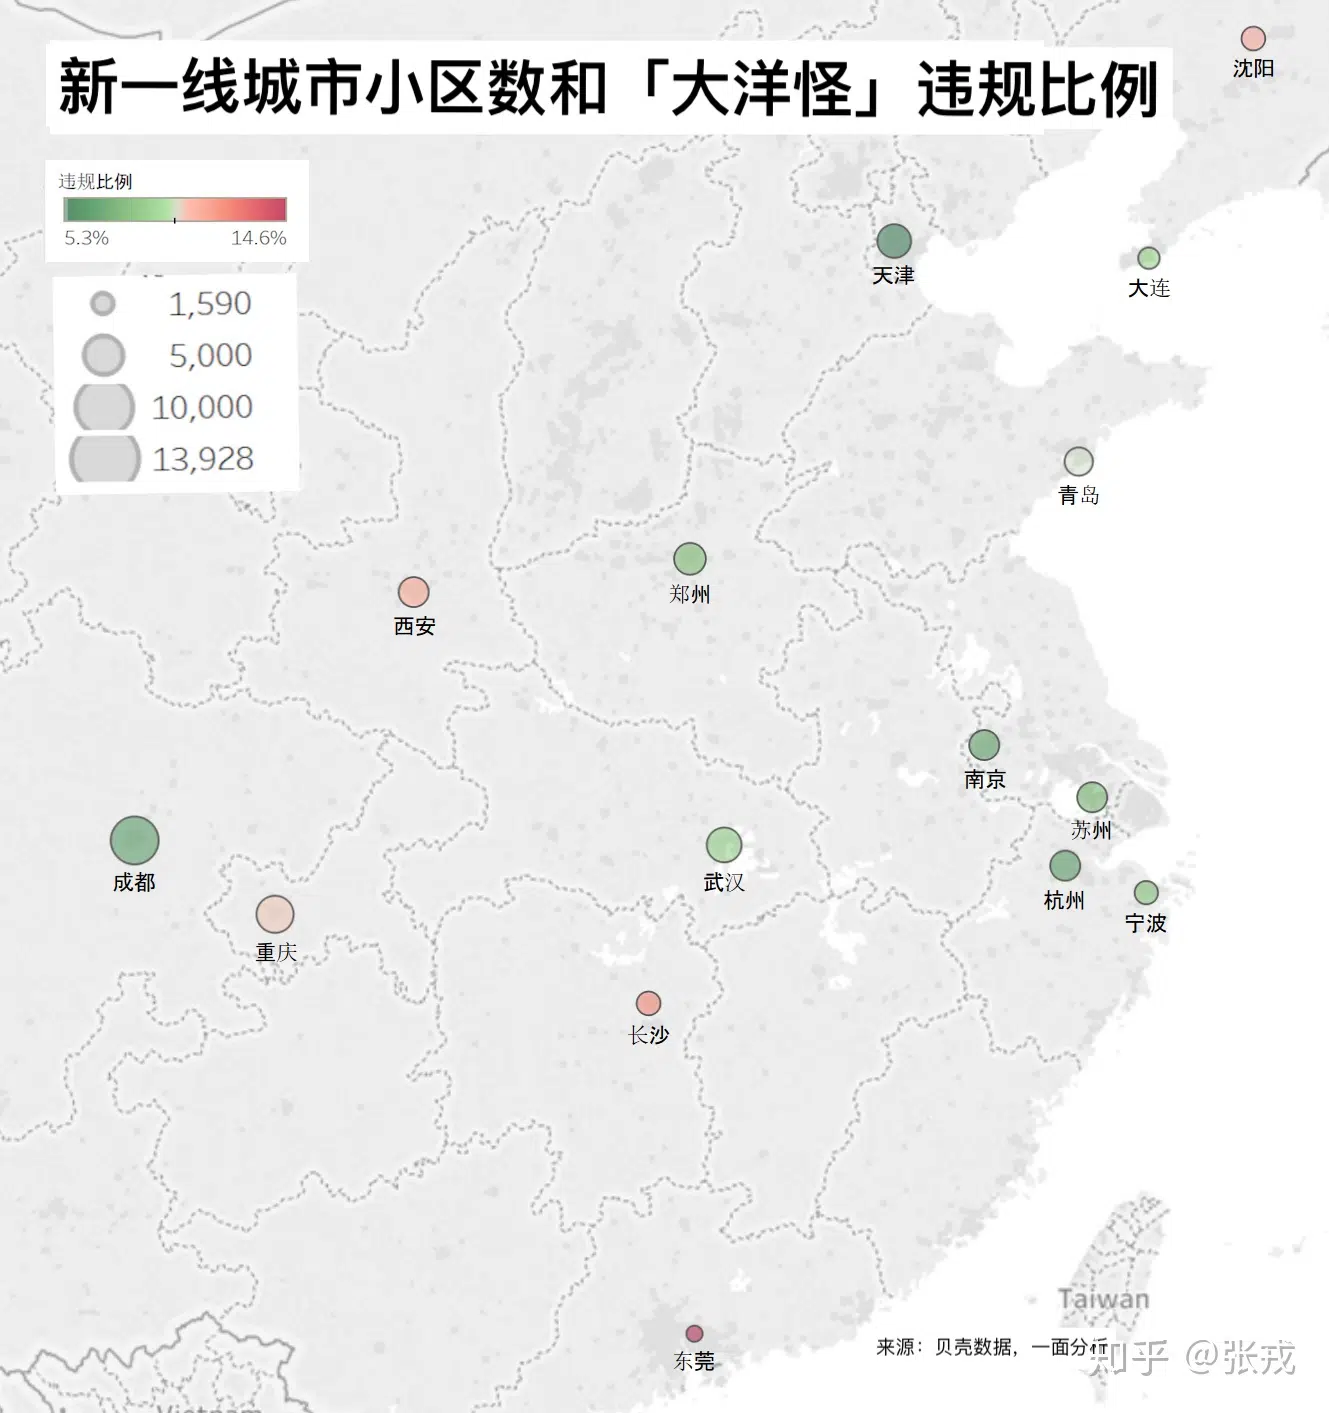 新一线城市小区数和「大洋怪」违规比例
沈阳
违规比例
5.3% 14.6%
天津
大连
1,590
5,000
10,000
13,928
青岛
郑州
西安
南京
苏州
成都
武汉
杭州
宁波
重庆
长沙
Taiwan
来源：贝壳数据，一面分析
知乎 @张戎
东莞
Vietnam